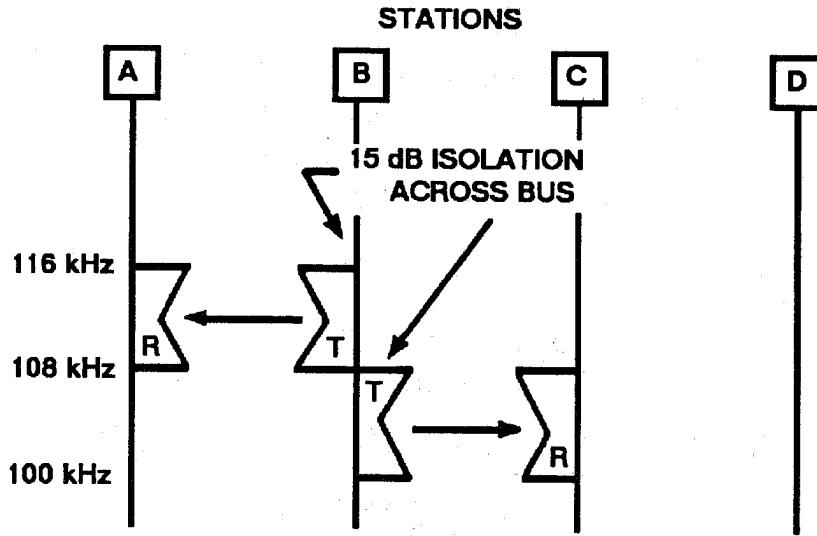 STATIONS
A B C D
15 dB ISOLATION
ACROSS BUS
116 kHz
R T
108 kHz
T
R
100 kHz